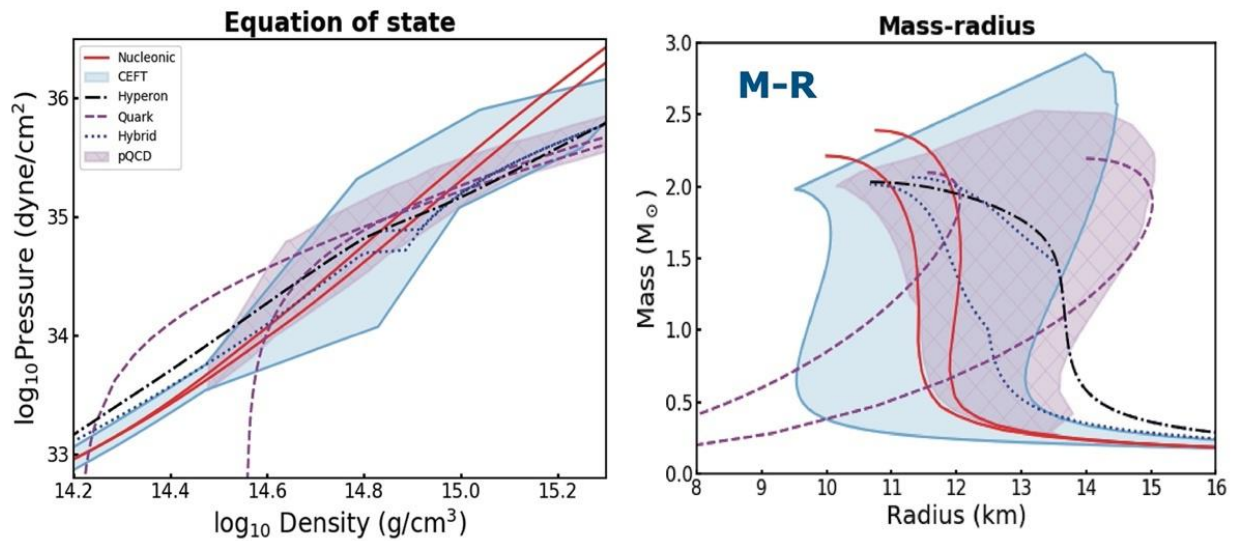 Equation of state
Nucleonic
CEFT
Hyperon
Quark
Hybrid
pQCD
36
35
34
33
14.2 14.4 14.6 14.8 15.0 15.2
log₁₀Pressure (dyne/cm²)
log₁₀ Density (g/cm³)
Mass-radius
M-R
3.0
2.5
2.0
1.5
1.0
0.5
0.0
8 9 10 11 12 13 14 15 16
Mass (M⊙)
Radius (km)